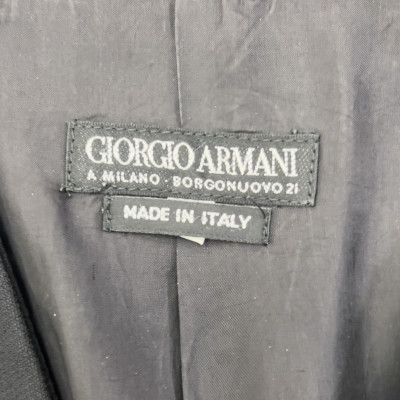 GIORGIO ARMANI
A MILANO · BORGONUOVO 21
MADE IN ITALY